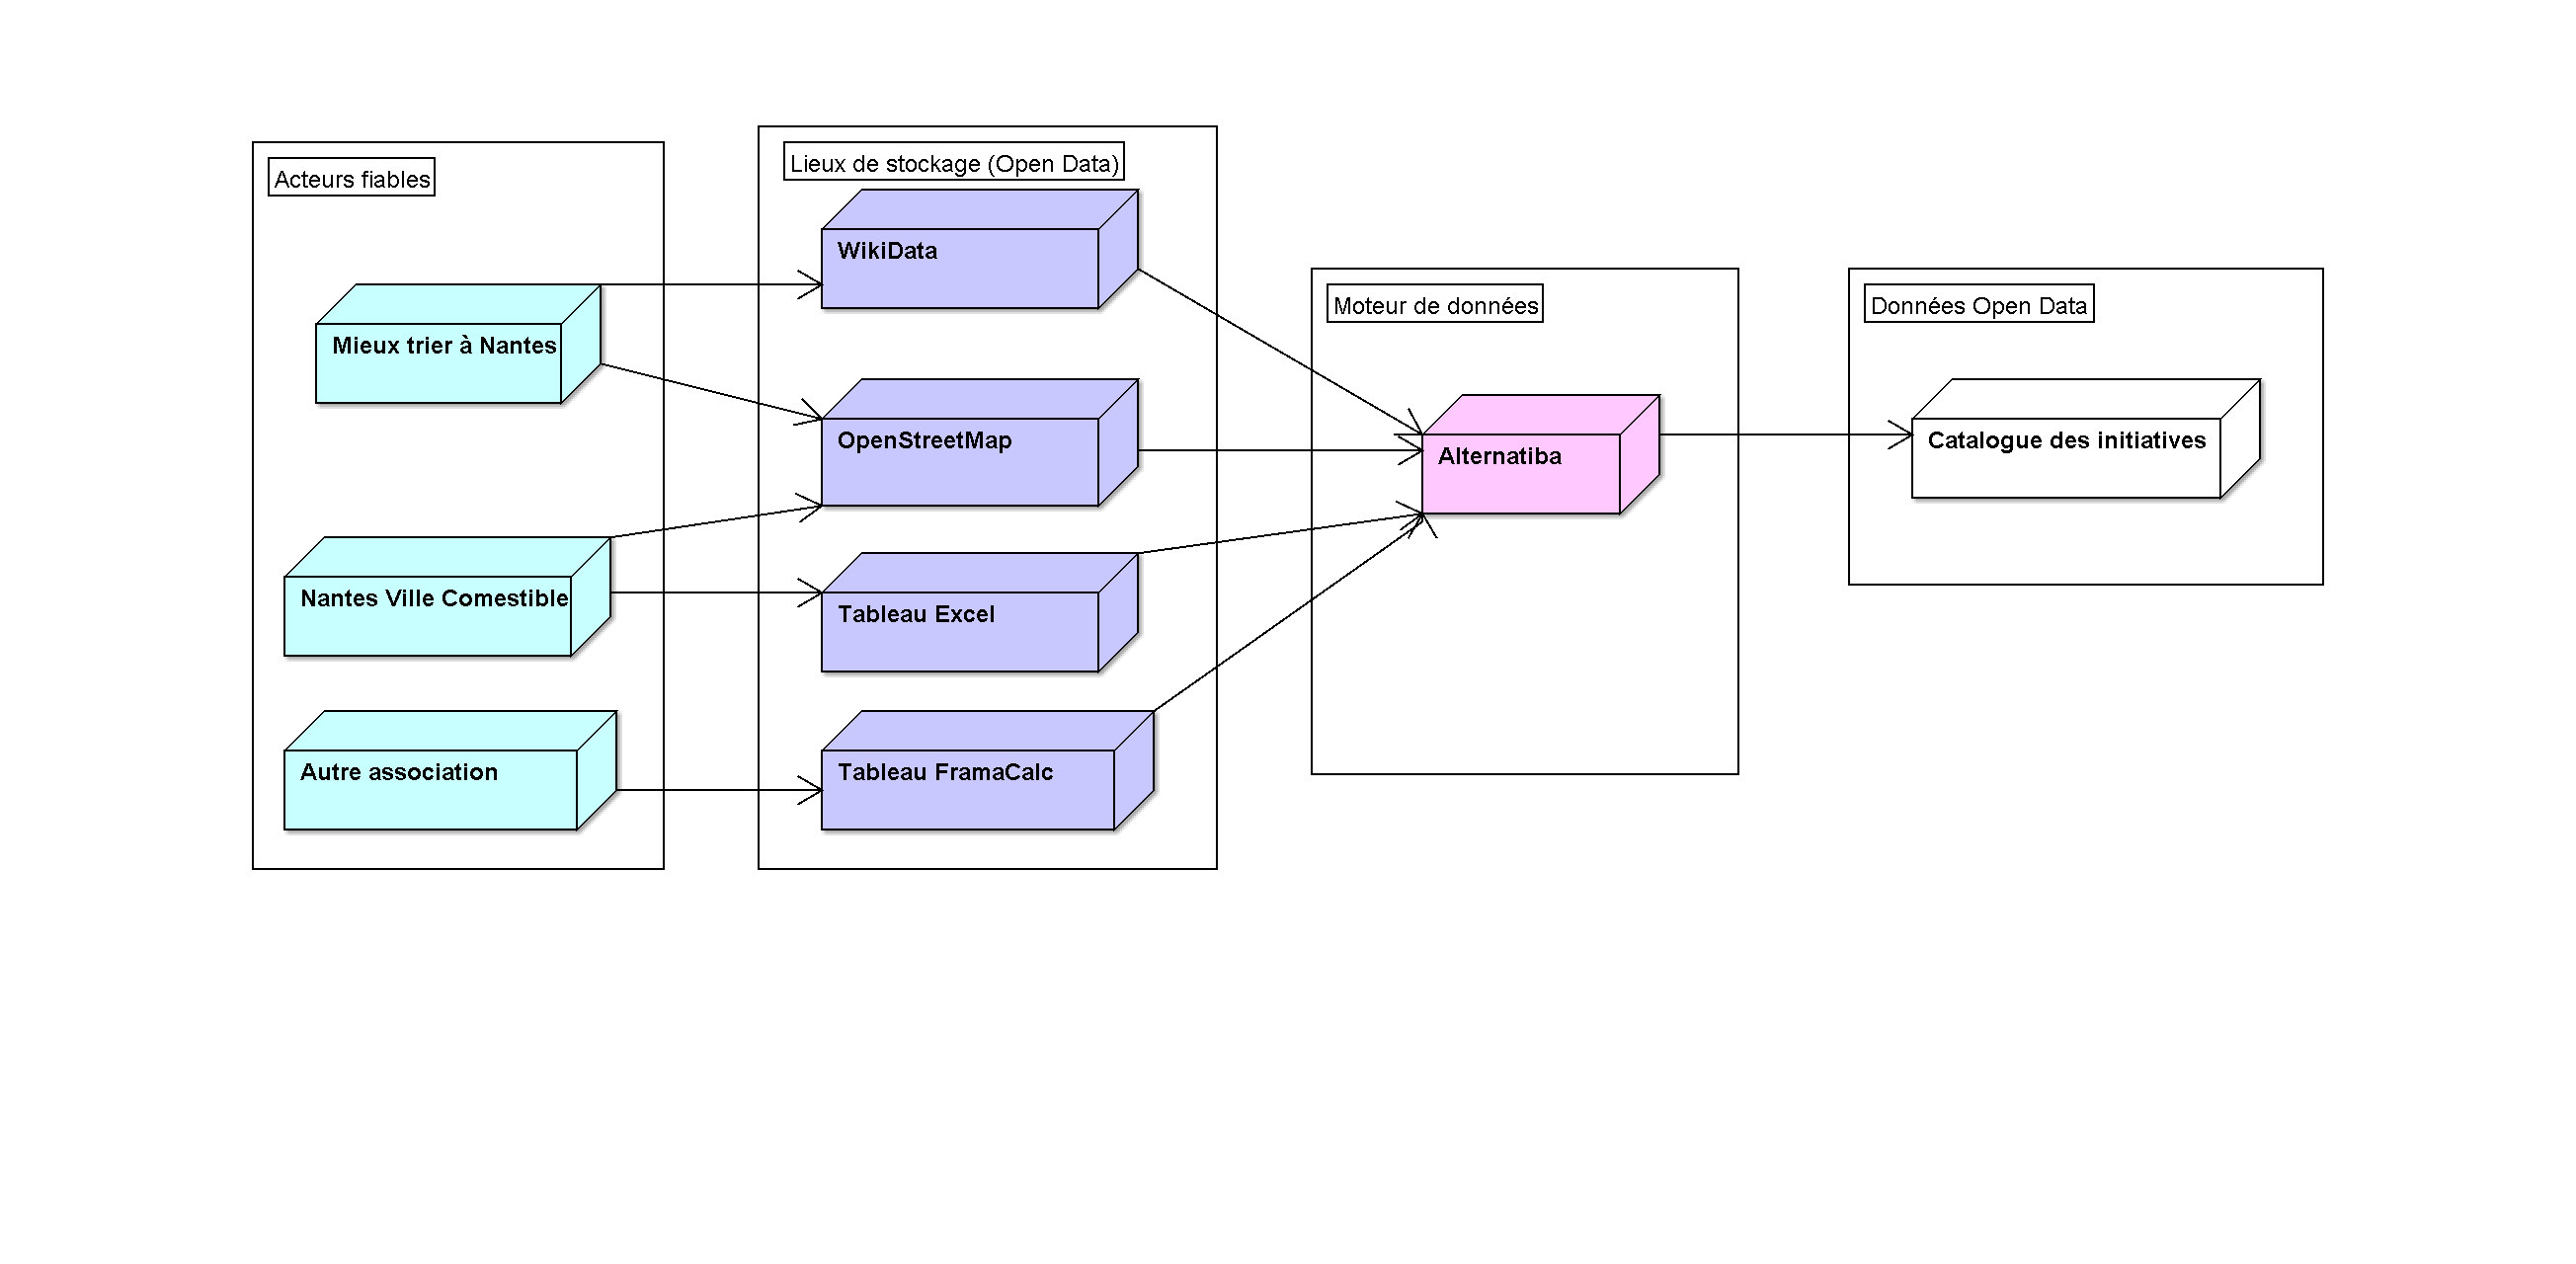 Acteurs fiables
Mieux trier à Nantes
Nantes Ville Comestible
Autre association
Lieux de stockage (Open Data)
WikiData
OpenStreetMap
Tableau Excel
Tableau FramaCalc
Moteur de données
Alternatiba
Données Open Data
Catalogue des initiatives